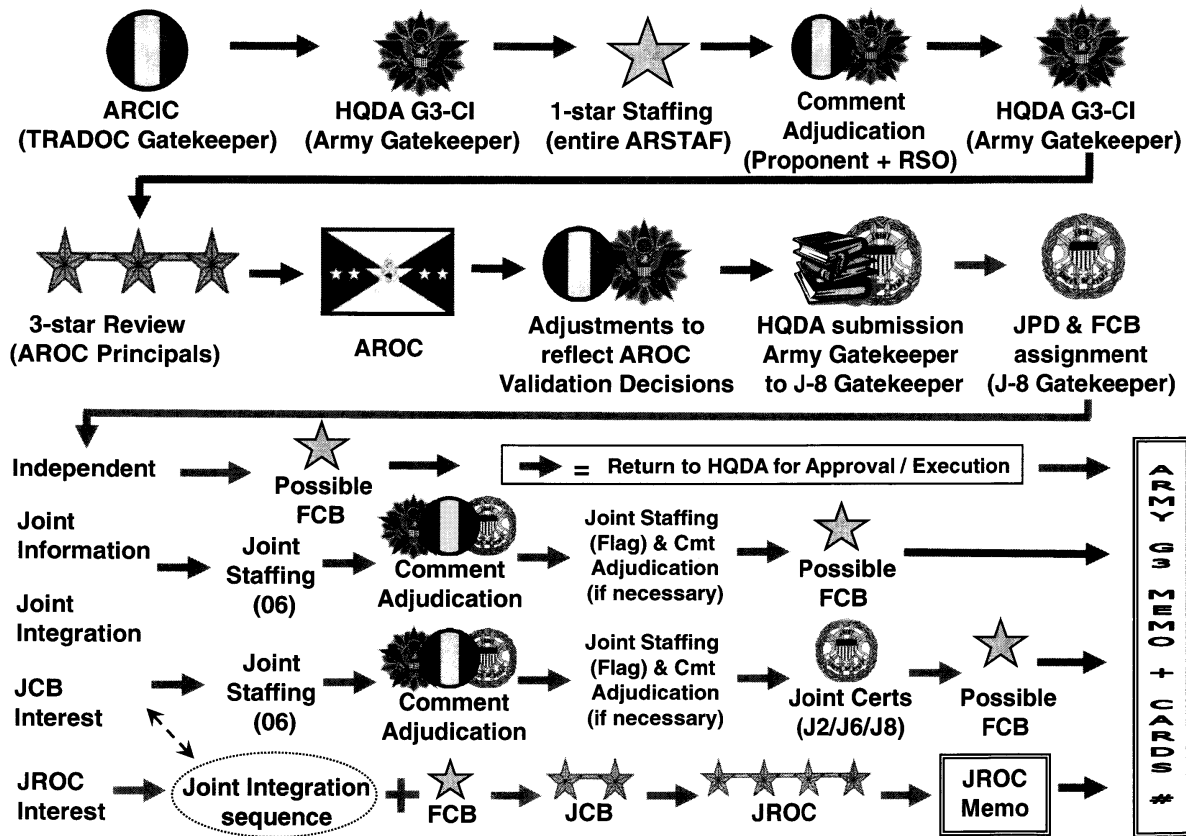 ARCIC
(TRADOC Gatekeeper)
HQDA G3-CI
(Army Gatekeeper)
1-star Staffing
(entire ARSTAF)
Comment
Adjudication
(Proponent + RSO)
HQDA G3-CI
(Army Gatekeeper)
3-star Review
(AROC Principals)
AROC
Adjustments to
reflect AROC
Validation Decisions
HQDA submission
Army Gatekeeper
to J-8 Gatekeeper
JPD & FCB
assignment
(J-8 Gatekeeper)
Independent
Possible
FCB
= Return to HQDA for Approval / Execution
Joint
Information
Joint
Integration
Joint
Staffing
(06)
Comment
Adjudication
Joint Staffing
(Flag) & Cmt
Adjudication
(if necessary)
Possible
FCB
JCB
Interest
Joint
Staffing
(06)
Comment
Adjudication
Joint Staffing
(Flag) & Cmt
Adjudication
(if necessary)
Joint Certs
(J2/J6/J8)
Possible
FCB
JROC
Interest
Joint Integration
sequence
+
FCB
JCB
JROC
JROC
Memo
ARMY G3 MEMO + CARDS #